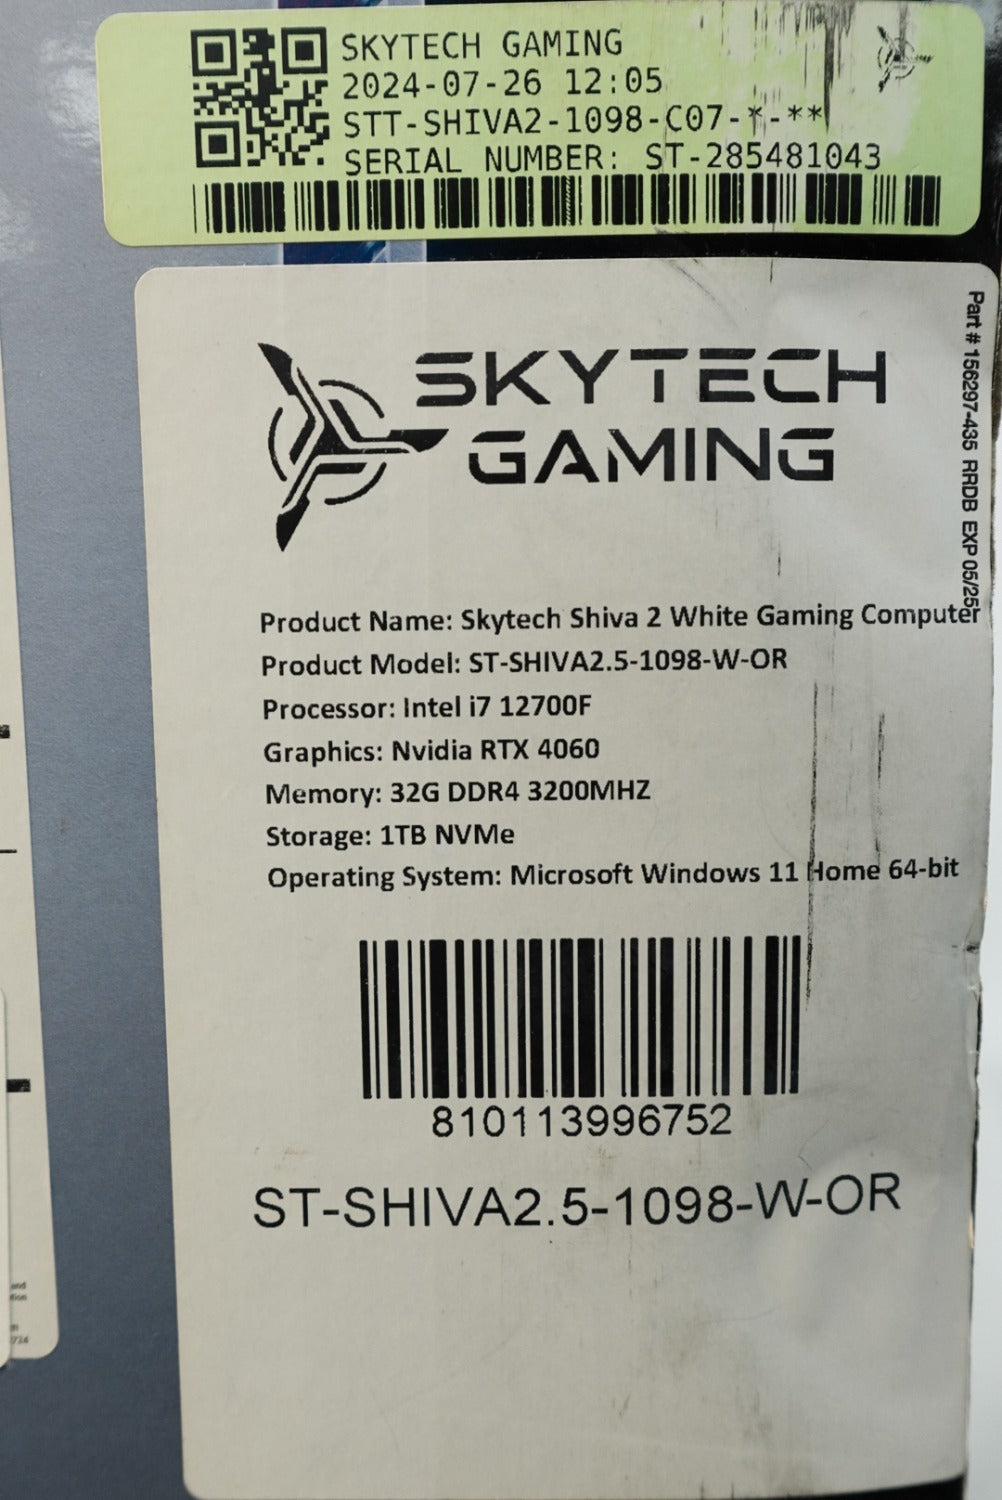 SKYTECH GAMING
2024-07-26 12:05
STT-SHIVA2-1098-C07-*-**
SERIAL NUMBER: ST-285481043
SKYTECH
GAMING
Part # 156297-435 RRDB EXP 05/25
Product Name: Skytech Shiva 2 White Gaming Computer
Product Model: ST-SHIVA2.5-1098-W-OR
Processor: Intel i7 12700F
Graphics: Nvidia RTX 4060
Memory: 32G DDR4 3200MHZ
Storage: 1TB NVMe
Operating System: Microsoft Windows 11 Home 64-bit
810113996752
ST-SHIVA2.5-1098-W-OR
and